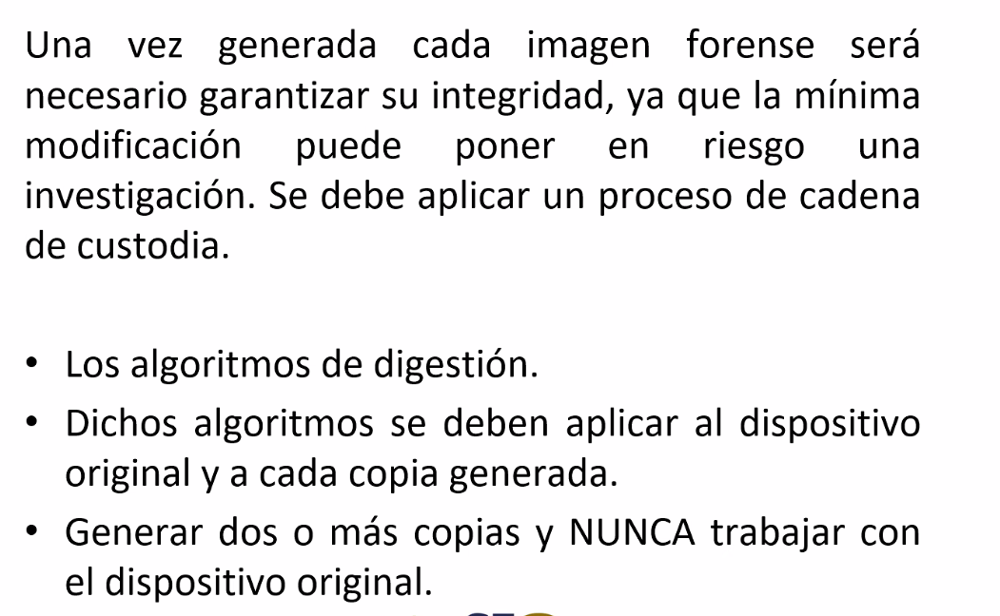 Una vez generada cada imagen forense será
necesario garantizar su integridad, ya que la mínima
modificación puede poner en riesgo una
investigación. Se debe aplicar un proceso de cadena
de custodia.
• Los algoritmos de digestión.
• Dichos algoritmos se deben aplicar al dispositivo
original y a cada copia generada.
• Generar dos o más copias y NUNCA trabajar con
el dispositivo original.